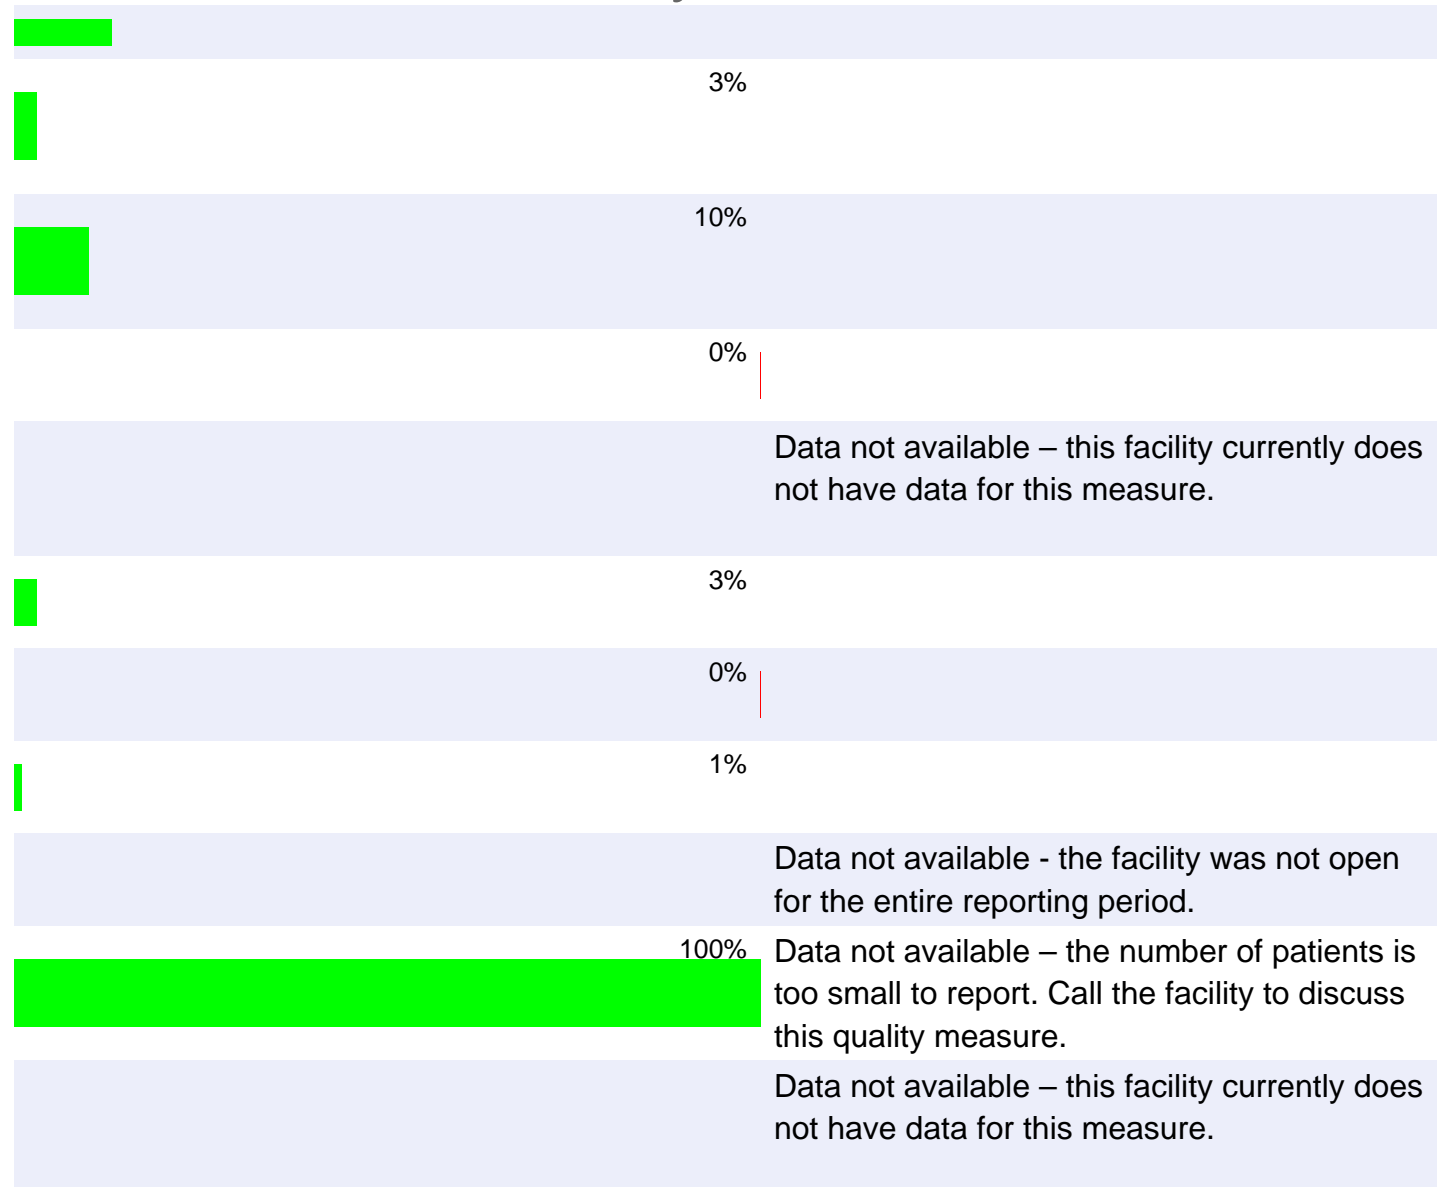 3%
10%
0%
Data not available – this facility currently does
not have data for this measure.
3%
0%
1%
Data not available - the facility was not open
for the entire reporting period.
100%
Data not available – the number of patients is
too small to report. Call the facility to discuss
this quality measure.
Data not available – this facility currently does
not have data for this measure.